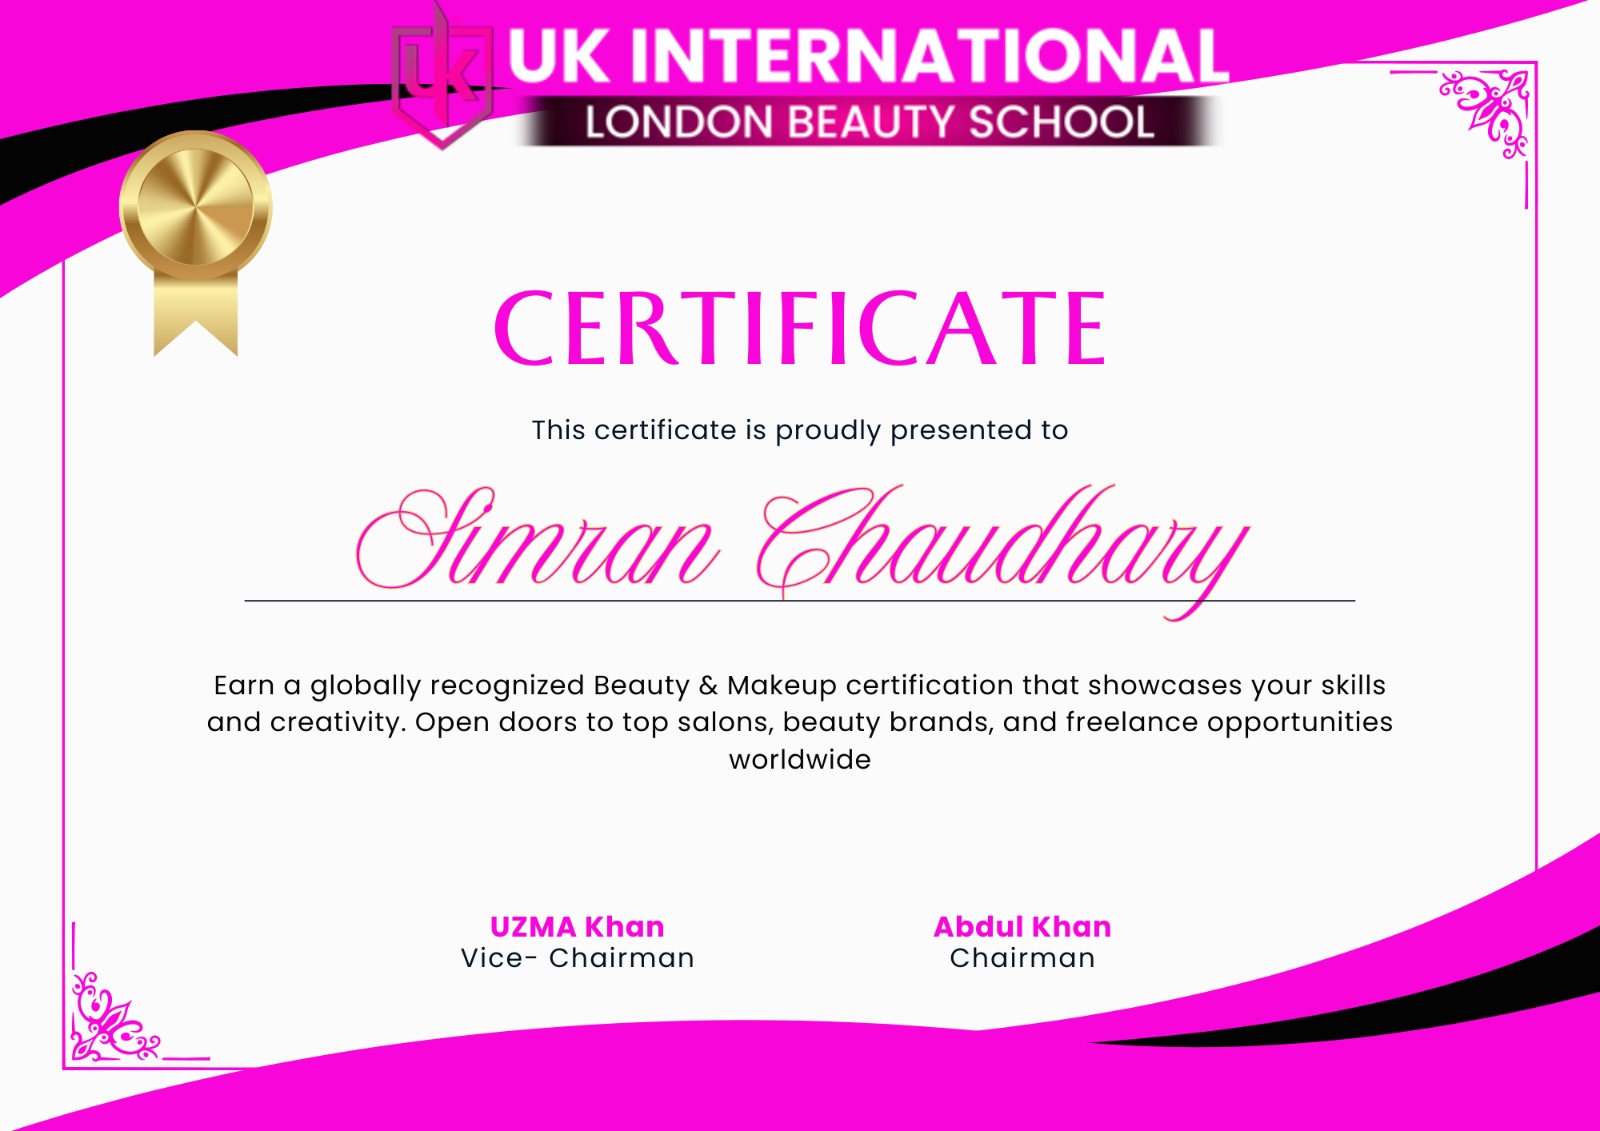 UK
UK INTERNATIONAL
LONDON BEAUTY SCHOOL
CERTIFICATE
This certificate is proudly presented to
Simran Chaudhary
Earn a globally recognized Beauty & Makeup certification that showcases your skills
and creativity. Open doors to top salons, beauty brands, and freelance opportunities
worldwide
UZMA Khan
Vice- Chairman
Abdul Khan
Chairman